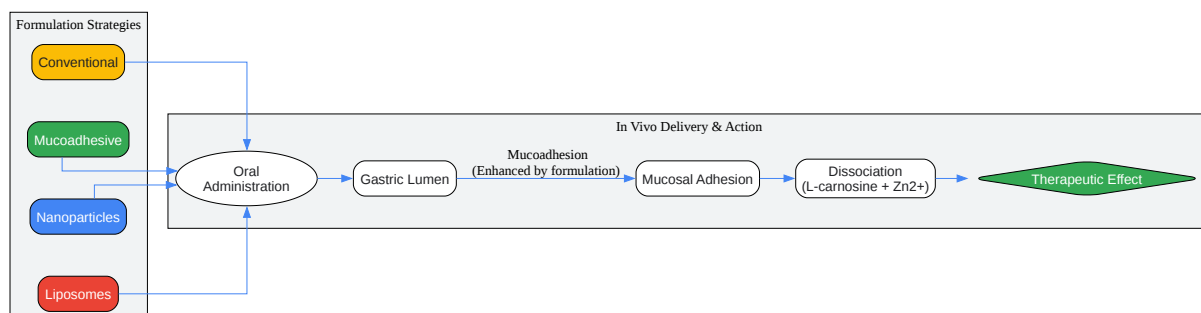 Formulation Strategies
Conventional
Mucoadhesive
Nanoparticles
Liposomes
In Vivo Delivery & Action
Oral
Administration
Gastric Lumen
Mucoadhesion
(Enhanced by formulation)
Mucosal Adhesion
Dissociation
(L-carnosine + Zn2+)
Therapeutic Effect